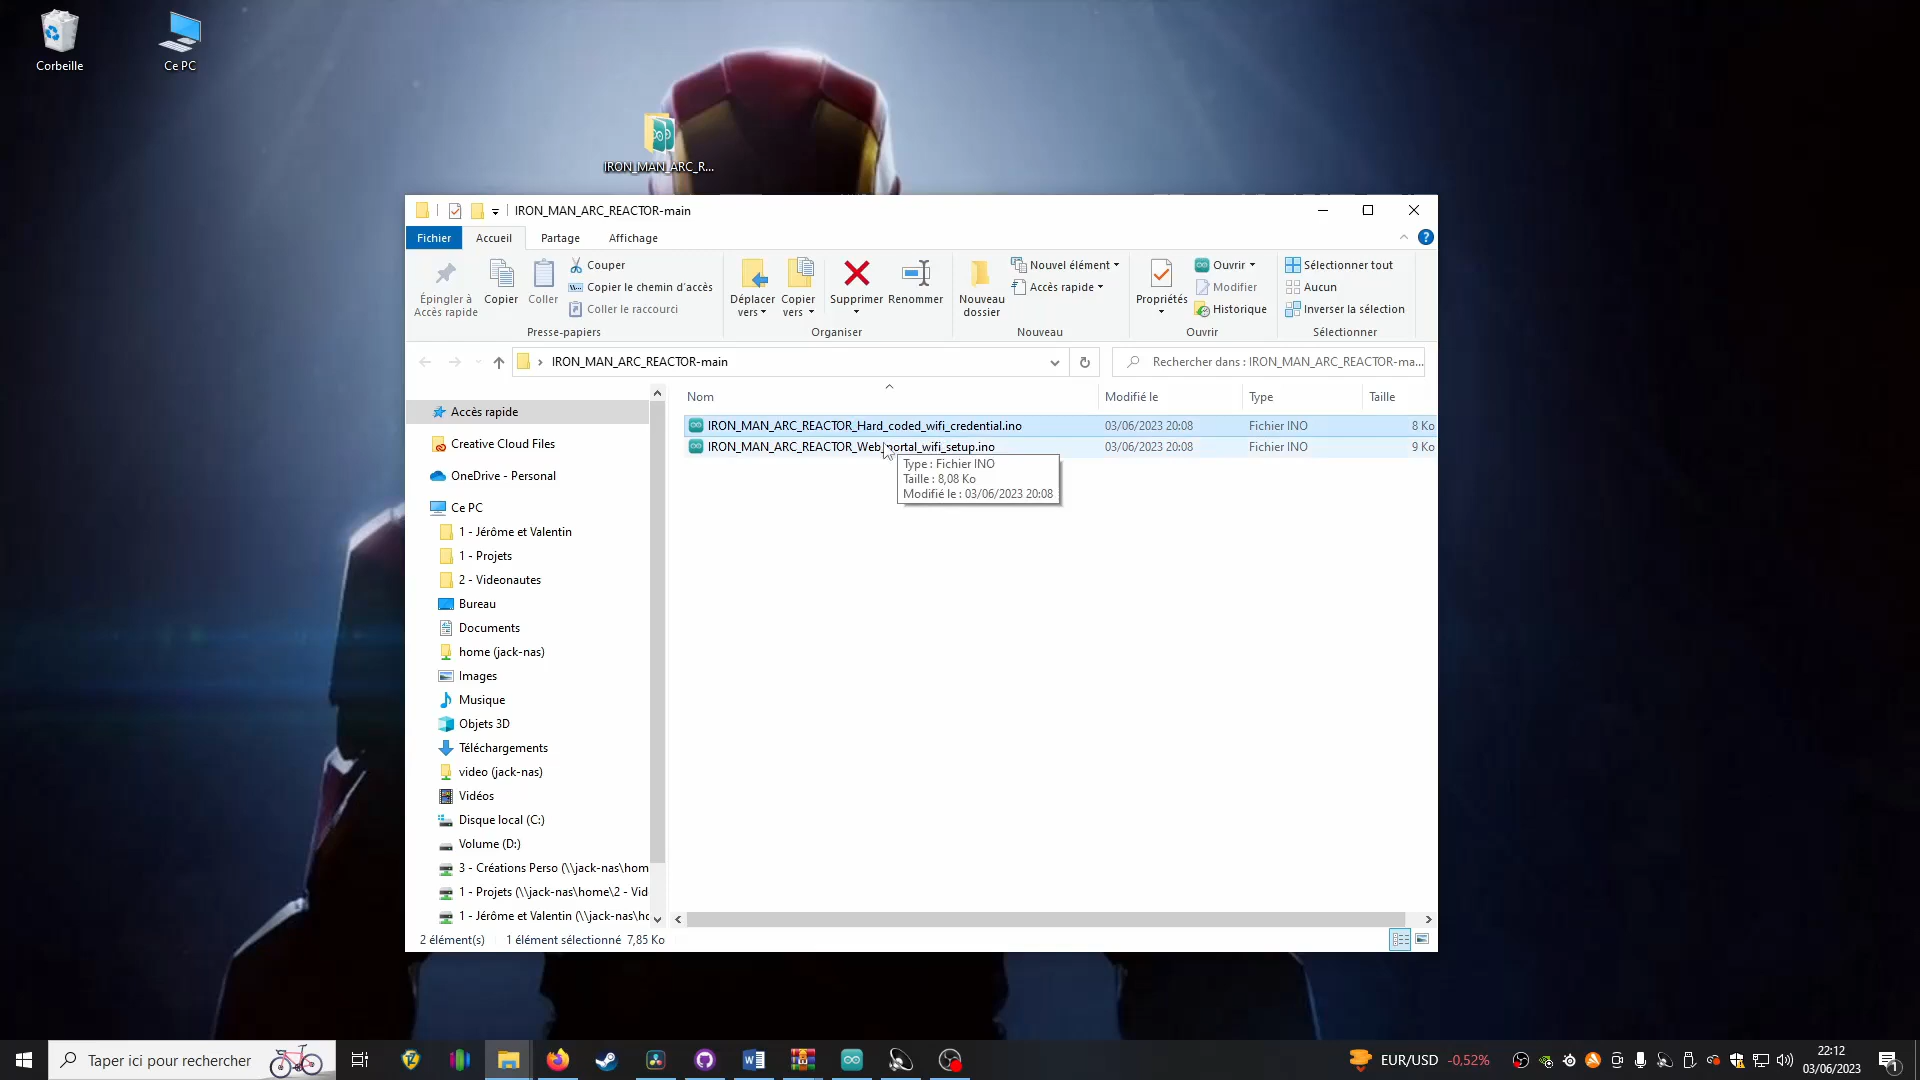 Corbeille
Ce PC
IRON_MAN_ARC_R...
IRON_MAN_ARC_REACTOR-main
Fichier
Accueil
Partage
Affichage
Épingler à
Accès rapide
Copier
Coller
Couper
Copier le chemin d'accès
Coller le raccourci
Presse-papiers
Déplacer
vers
Copier
vers
Supprimer
Renommer
Organiser
Nouveau
dossier
Nouvel élément
Accès rapide
Nouveau
Propriétés
Ouvrir
Modifier
Historique
Ouvrir
Sélectionner tout
Aucun
Inverser la sélection
Sélectionner
IRON_MAN_ARC_REACTOR-main
Rechercher dans : IRON_MAN_ARC_REACTOR-ma...
Nom
Modifié le
Type
Taille
IRON_MAN_ARC_REACTOR_Hard_coded_wifi_credential.ino 03/06/2023 20:08 Fichier INO 8 Ko
IRON_MAN_ARC_REACTOR_Web_portal_wifi_setup.ino 03/06/2023 20:08 Fichier INO 9 Ko
Type : Fichier INO
Taille : 8,08 Ko
Modifié le : 03/06/2023 20:08
Accès rapide
Creative Cloud Files
OneDrive - Personal
Ce PC
1 - Jérôme et Valentin
1 - Projets
2 - Videonautes
Bureau
Documents
home (jack-nas)
Images
Musique
Objets 3D
Téléchargements
video (jack-nas)
Vidéos
Disque local (C:)
Volume (D:)
3 - Créations Perso (\\jack-nas\hom
1 - Projets (\\jack-nas\home\2 - Vid
1 - Jérôme et Valentin (\\jack-nas\ho
2 élément(s)
1 élément sélectionné 7,85 Ko
Taper ici pour rechercher
EUR/USD -0,52%
22:12
03/06/2023
1